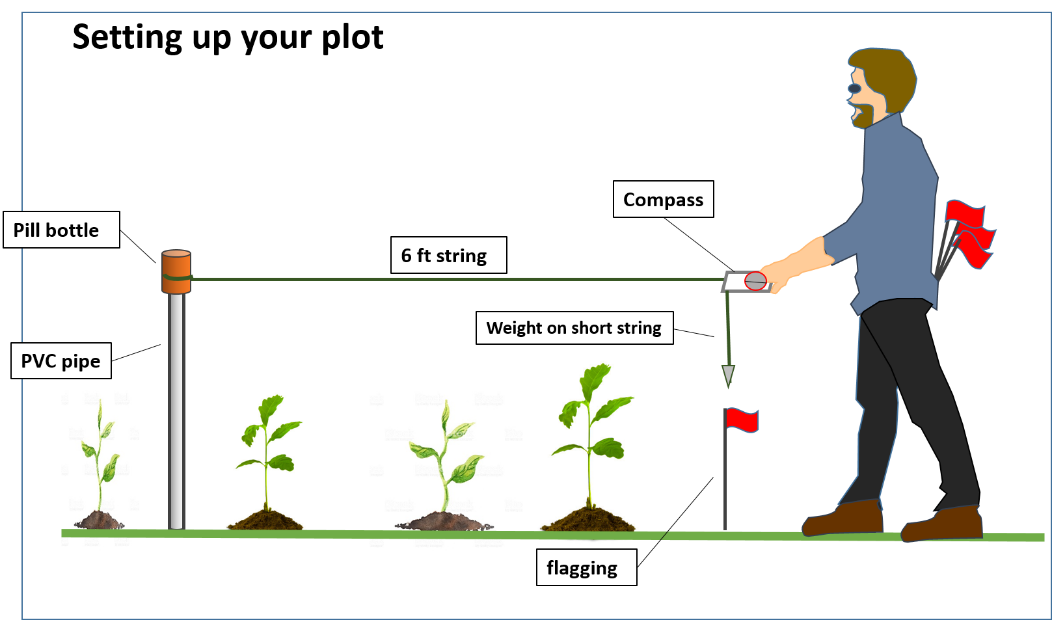 Setting up your plot
Compass
Pill bottle
6 ft string
Weight on short string
PVC pipe
flagging